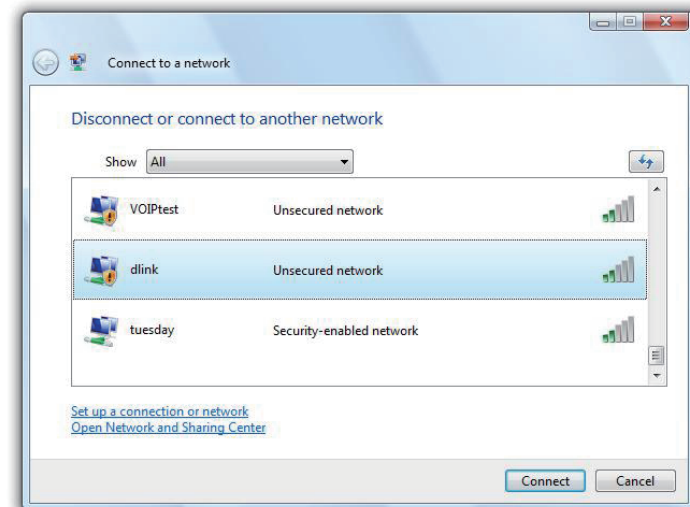 Connect to a network
Disconnect or connect to another network
Show All
VOIPtest Unsecured network
dlink Unsecured network
tuesday Security-enabled network
Set up a connection or network
Open Network and Sharing Center
Connect Cancel